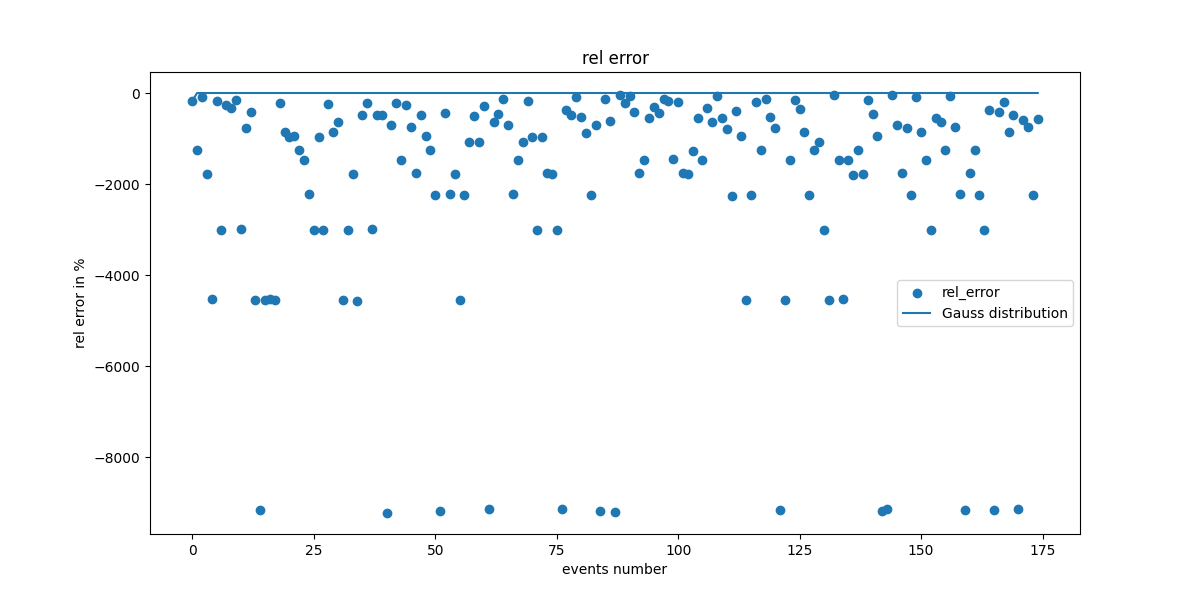 rel error
0
−2000
−4000
−6000
−8000
rel error in %
rel_error
Gauss distribution
0 25 50 75 100 125 150 175
events number